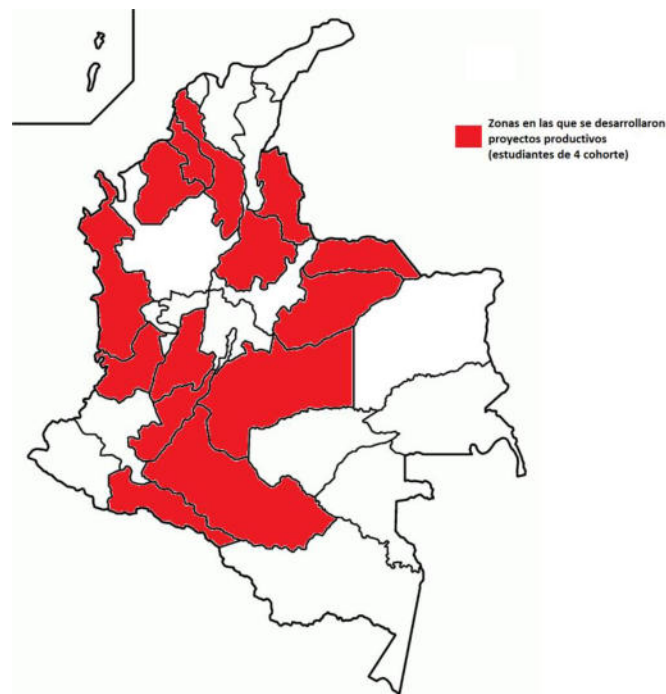 Zonas en las que se desarrollaron
proyectos productivos
(estudiantes de 4 cohorte)